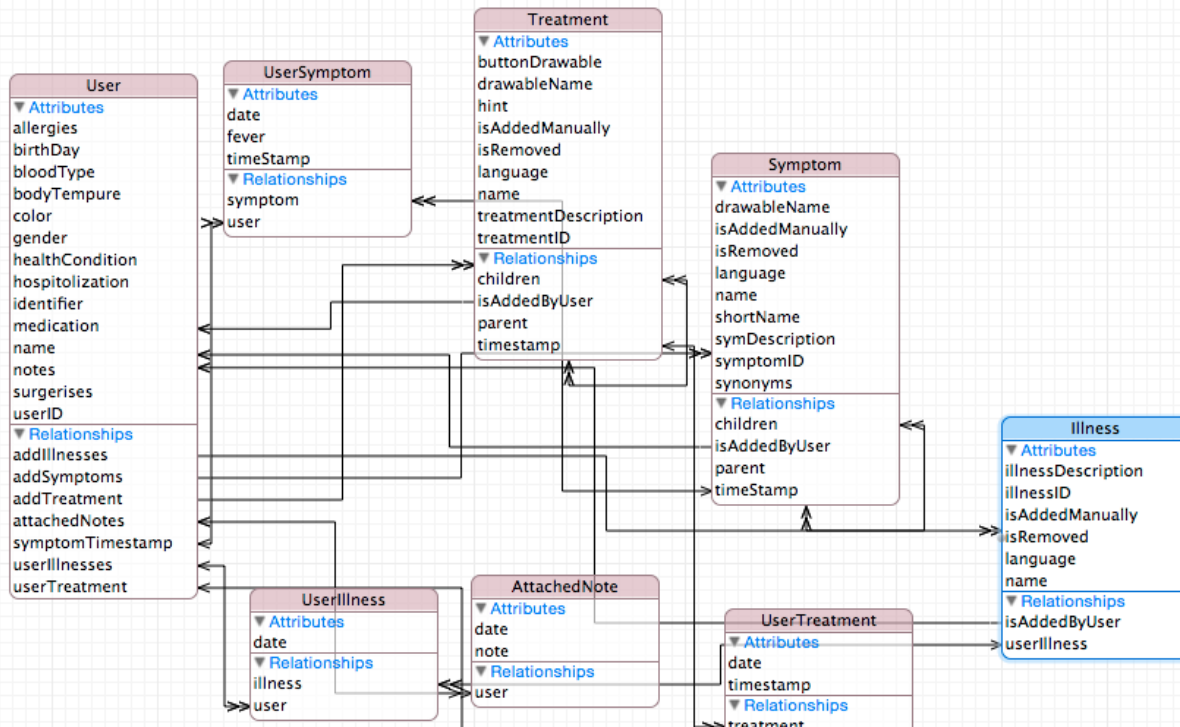 User
Attributes
allergies
birthDay
bloodType
bodyTempure
color
gender
healthCondition
hospitolization
identifier
medication
name
notes
surgerises
userID
Relationships
addIllnesses
addSymptoms
addTreatment
attachedNotes
symptomTimestamp
userIllnesses
userTreatment
UserSymptom
Attributes
date
fever
timeStamp
Relationships
symptom
user
Treatment
Attributes
buttonDrawable
drawableName
hint
isAddedManually
isRemoved
language
name
treatmentDescription
treatmentID
Relationships
children
isAddedByUser
parent
timestamp
Symptom
Attributes
drawableName
isAddedManually
isRemoved
language
name
shortName
symDescription
symptomID
synonyms
Relationships
children
isAddedByUser
parent
timeStamp
Illness
Attributes
illnessDescription
illnessID
isAddedManually
isRemoved
language
name
Relationships
isAddedByUser
userIllness
UserIllness
Attributes
date
Relationships
illness
user
AttachedNote
Attributes
date
note
Relationships
user
UserTreatment
Attributes
date
timestamp
Relationships
treatment